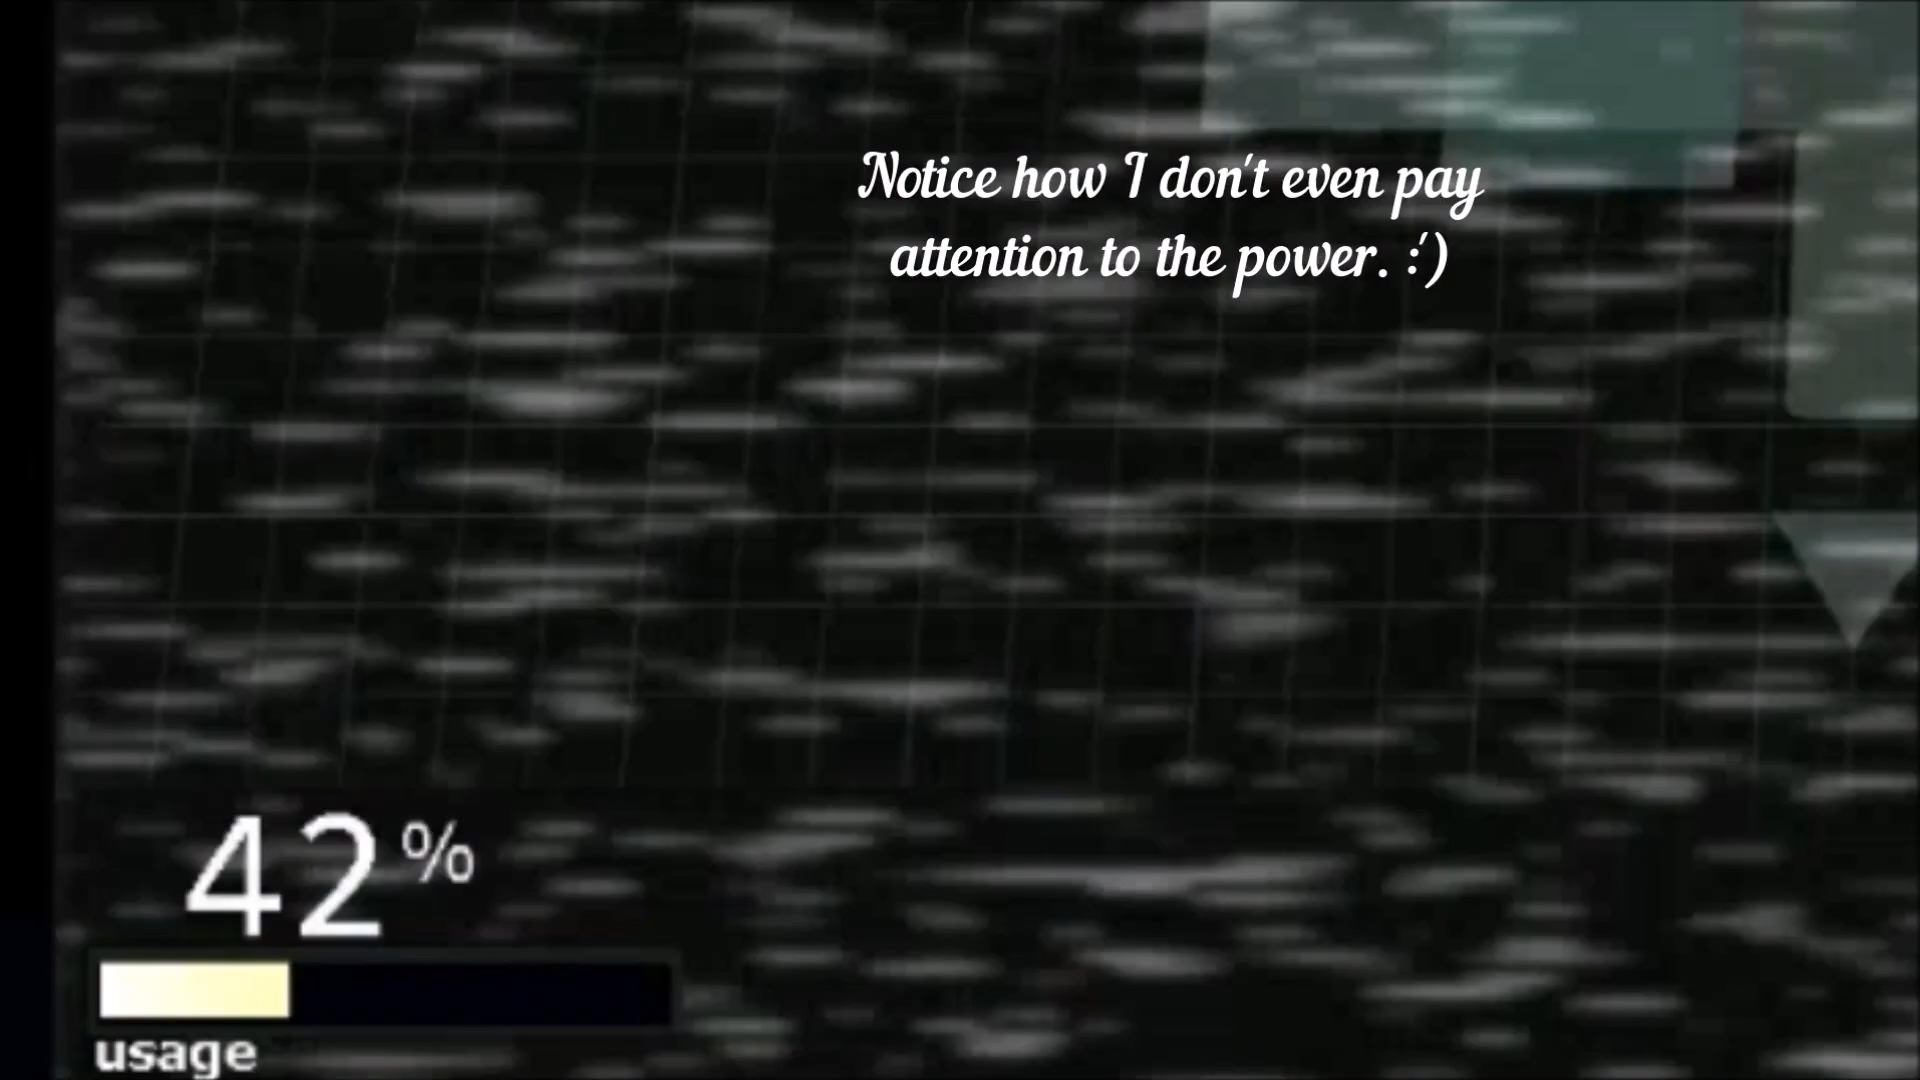 Notice how I don't even pay
attention to the power. :')
42%
usage